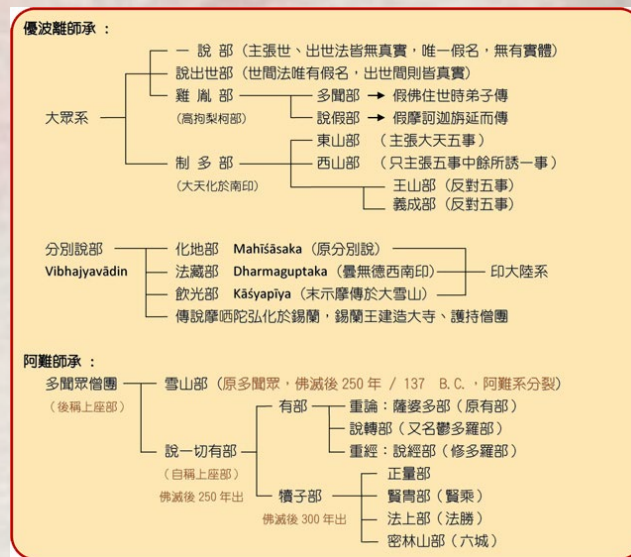 優波離師承：
一說部（主張世、出世法皆無真實，唯一假名，無有實體）
說出世部（世間法唯有假名，出世間則皆真實）
大眾系 雞胤部 多聞部 → 假佛住世時弟子傳
（高拘梨柯部） 說假部 → 假摩訶迦旃延而傳
東山部 （主張大天五事）
制多部 西山部 （只主張五事中餘所誘一事）
（大天化於南印） 王山部（反對五事）
義成部（反對五事）
分別說部 化地部 Mahīśāsaka（原分別說）
Vibhajyavādin 法藏部 Dharmaguptaka（曇無德西南印） 印大陸系
飲光部 Kāśyapīya（末示摩傳於大雪山）
傳說摩哂陀弘化於錫蘭，錫蘭王建造大寺、護持僧團
阿難師承：
多聞眾僧團 雪山部（原多聞眾，佛滅後250年 / 137 B.C.，阿難系分裂）
（後稱上座部） 有部 重論：薩婆多部（原有部）
說轉部（又名鬱多羅部）
說一切有部 重經：說經部（修多羅部）
（自稱上座部） 正量部
佛滅後250年出 犢子部 賢冑部（賢乘）
佛滅後300年出 法上部（法勝）
密林山部（六城）